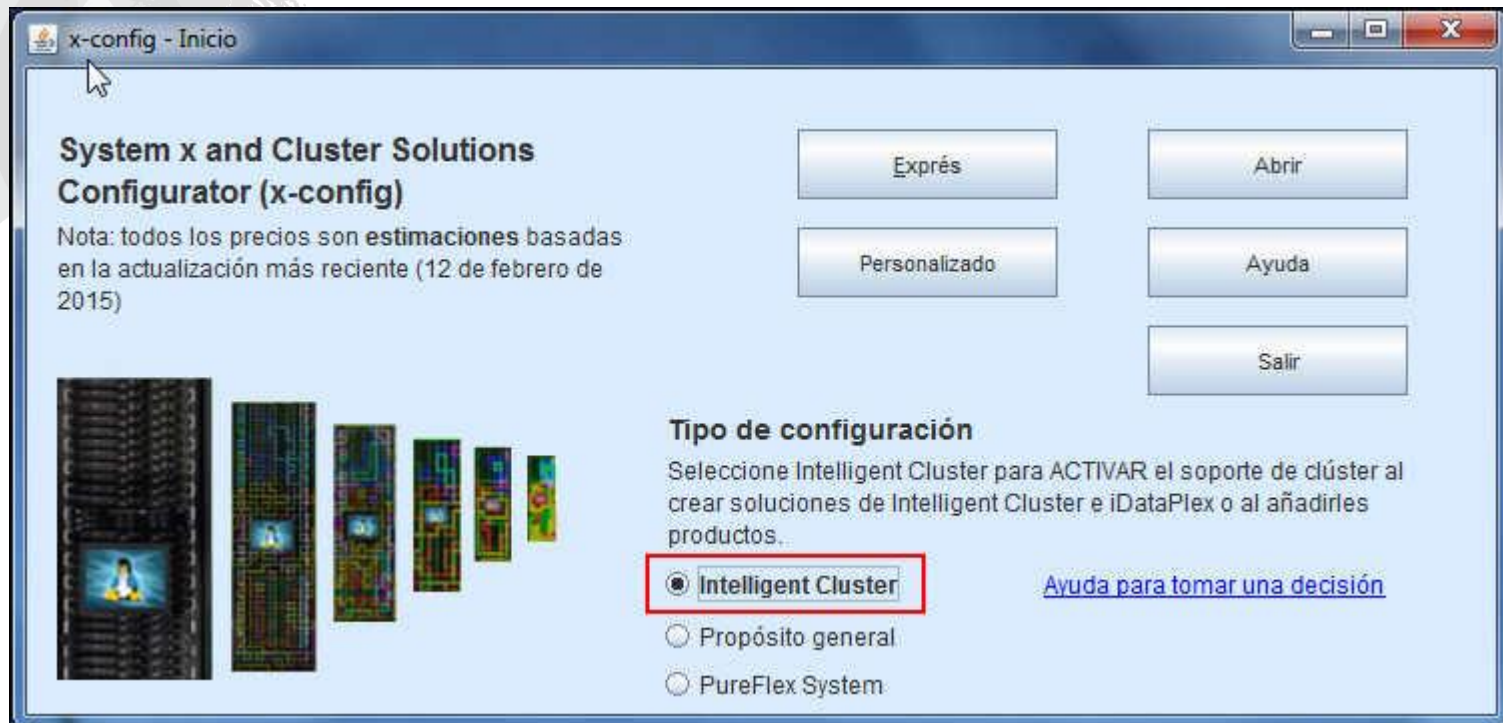 x-config - Inicio
System x and Cluster Solutions
Configurator (x-config)
Nota: todos los precios son estimaciones basadas
en la actualización más reciente (12 de febrero de
2015)
Exprés
Abrir
Personalizado
Ayuda
Salir
Tipo de configuración
Seleccione Intelligent Cluster para ACTIVAR el soporte de clúster al
crear soluciones de Intelligent Cluster e iDataPlex o al añadirles
productos.
Intelligent Cluster
Ayuda para tomar una decisión
Propósito general
PureFlex System